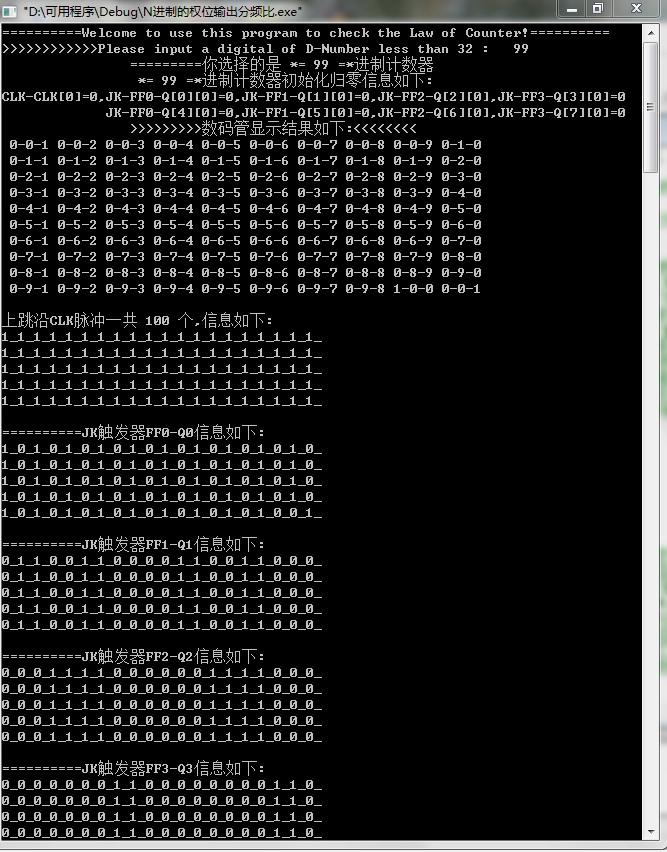 "D:\可用程序\Debug\N进制的权位输出分频比.exe"
==========Welcome to use this program to check the Law of Counter!==========
>>>>>>>>>>>>Please input a digital of D-Number less than 32 :   99
=========你选择的是 *= 99 =*进制计数器
*= 99 =*进制计数器初始化归零信息如下:
CLK-CLK[0]=0,JK-FF0-Q[0][0]=0,JK-FF1-Q[1][0]=0,JK-FF2-Q[2][0],JK-FF3-Q[3][0]=0
JK-FF0-Q[4][0]=0,JK-FF1-Q[5][0]=0,JK-FF2-Q[6][0],JK-FF3-Q[7][0]=0
>>>>>>>>>数码管显示结果如下:<<<<<<<<
0-0-1 0-0-2 0-0-3 0-0-4 0-0-5 0-0-6 0-0-7 0-0-8 0-0-9 0-1-0
0-1-1 0-1-2 0-1-3 0-1-4 0-1-5 0-1-6 0-1-7 0-1-8 0-1-9 0-2-0
0-2-1 0-2-2 0-2-3 0-2-4 0-2-5 0-2-6 0-2-7 0-2-8 0-2-9 0-3-0
0-3-1 0-3-2 0-3-3 0-3-4 0-3-5 0-3-6 0-3-7 0-3-8 0-3-9 0-4-0
0-4-1 0-4-2 0-4-3 0-4-4 0-4-5 0-4-6 0-4-7 0-4-8 0-4-9 0-5-0
0-5-1 0-5-2 0-5-3 0-5-4 0-5-5 0-5-6 0-5-7 0-5-8 0-5-9 0-6-0
0-6-1 0-6-2 0-6-3 0-6-4 0-6-5 0-6-6 0-6-7 0-6-8 0-6-9 0-7-0
0-7-1 0-7-2 0-7-3 0-7-4 0-7-5 0-7-6 0-7-7 0-7-8 0-7-9 0-8-0
0-8-1 0-8-2 0-8-3 0-8-4 0-8-5 0-8-6 0-8-7 0-8-8 0-8-9 0-9-0
0-9-1 0-9-2 0-9-3 0-9-4 0-9-5 0-9-6 0-9-7 0-9-8 1-0-0 0-0-1
上跳沿CLK脉冲一共 100 个,信息如下:
1_1_1_1_1_1_1_1_1_1_1_1_1_1_1_1_1_1_1_1_
1_1_1_1_1_1_1_1_1_1_1_1_1_1_1_1_1_1_1_1_
1_1_1_1_1_1_1_1_1_1_1_1_1_1_1_1_1_1_1_1_
1_1_1_1_1_1_1_1_1_1_1_1_1_1_1_1_1_1_1_1_
1_1_1_1_1_1_1_1_1_1_1_1_1_1_1_1_1_1_1_1_
==========JK触发器FF0-Q0信息如下:
1_0_1_0_1_0_1_0_1_0_1_0_1_0_1_0_1_0_1_0_
1_0_1_0_1_0_1_0_1_0_1_0_1_0_1_0_1_0_1_0_
1_0_1_0_1_0_1_0_1_0_1_0_1_0_1_0_1_0_1_0_
1_0_1_0_1_0_1_0_1_0_1_0_1_0_1_0_1_0_1_0_
1_0_1_0_1_0_1_0_1_0_1_0_1_0_1_0_1_0_0_1_
==========JK触发器FF1-Q1信息如下:
0_1_1_0_0_1_1_0_0_0_0_1_1_0_0_1_1_0_0_0_
0_1_1_0_0_1_1_0_0_0_0_1_1_0_0_1_1_0_0_0_
0_1_1_0_0_1_1_0_0_0_0_1_1_0_0_1_1_0_0_0_
0_1_1_0_0_1_1_0_0_0_0_1_1_0_0_1_1_0_0_0_
0_1_1_0_0_1_1_0_0_0_0_1_1_0_0_1_1_0_0_0_
==========JK触发器FF2-Q2信息如下:
0_0_0_1_1_1_1_0_0_0_0_0_0_1_1_1_1_0_0_0_
0_0_0_1_1_1_1_0_0_0_0_0_0_1_1_1_1_0_0_0_
0_0_0_1_1_1_1_0_0_0_0_0_0_1_1_1_1_0_0_0_
0_0_0_1_1_1_1_0_0_0_0_0_0_1_1_1_1_0_0_0_
0_0_0_1_1_1_1_0_0_0_0_0_0_1_1_1_1_0_0_0_
==========JK触发器FF3-Q3信息如下:
0_0_0_0_0_0_0_1_1_0_0_0_0_0_0_0_0_1_1_0_
0_0_0_0_0_0_0_1_1_0_0_0_0_0_0_0_0_1_1_0_
0_0_0_0_0_0_0_1_1_0_0_0_0_0_0_0_0_1_1_0_
0_0_0_0_0_0_0_1_1_0_0_0_0_0_0_0_0_1_1_0_